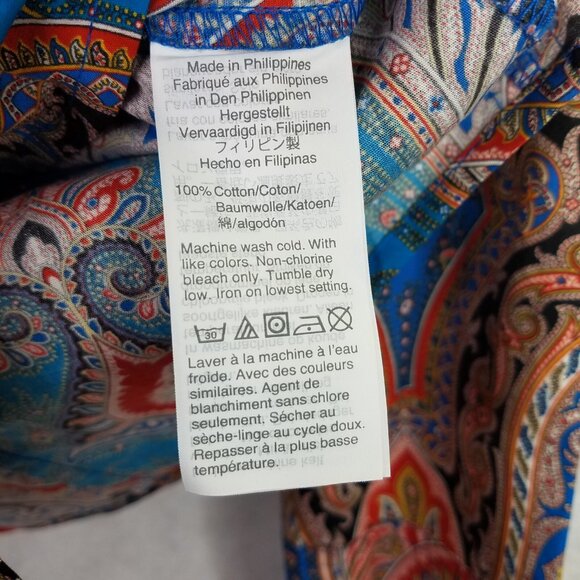 Made in Philippines
Fabriqué aux Philippines
in Den Philippinen
Hergestellt
Vervaardigd in Filipijnen
フィリピン製
Hecho en Filipinas
100% Cotton/Coton/
Baumwolle/Katoen/
綿/algodón
Machine wash cold. With
like colors. Non-chlorine
bleach only. Tumble dry
low. Iron on lowest setting.
30
Laver à la machine à l'eau
froide. Avec des couleurs
similaires. Agent de
blanchiment sans chlore
seulement. Sécher au
sèche-linge au cycle doux.
Repasser à la plus basse
température.